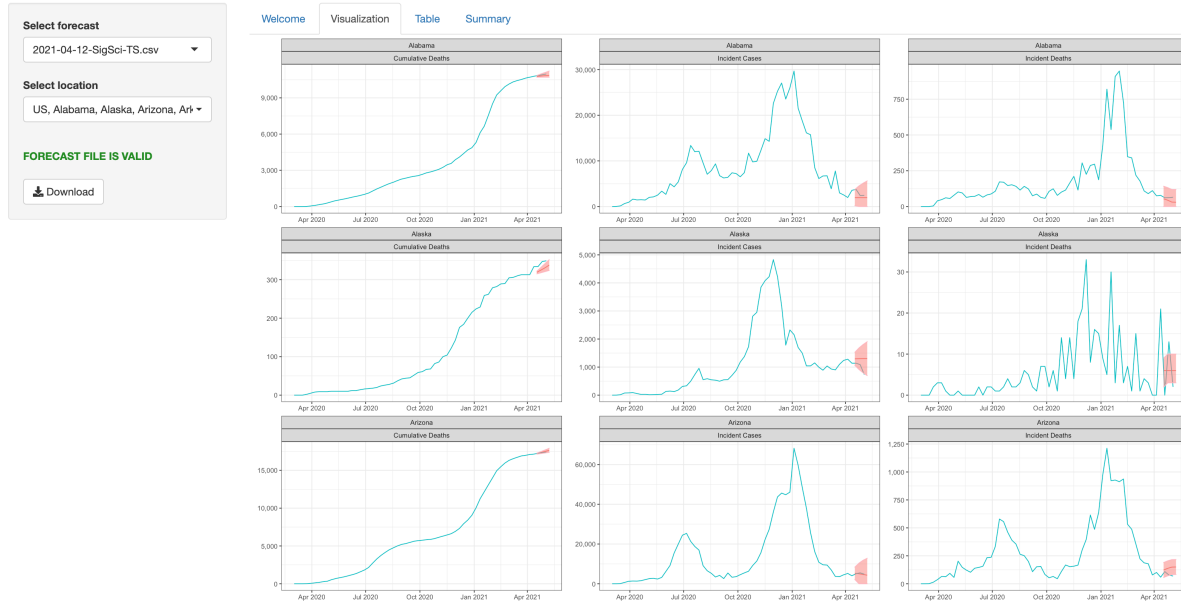 Select forecast
2021-04-12-SigSci-TS.csv
Select location
US, Alabama, Alaska, Arizona, Ark
FORECAST FILE IS VALID
Download
Welcome Visualization Table Summary
Alabama
Cumulative Deaths
9,000
6,000
3,000
0
Apr 2020 Jul 2020 Oct 2020 Jan 2021 Apr 2021
Alabama
Incident Cases
30,000
20,000
10,000
0
Apr 2020 Jul 2020 Oct 2020 Jan 2021 Apr 2021
Alabama
Incident Deaths
750
500
250
0
Apr 2020 Jul 2020 Oct 2020 Jan 2021 Apr 2021
Alaska
Cumulative Deaths
300
200
100
0
Apr 2020 Jul 2020 Oct 2020 Jan 2021 Apr 2021
Alaska
Incident Cases
5,000
4,000
3,000
2,000
1,000
0
Apr 2020 Jul 2020 Oct 2020 Jan 2021 Apr 2021
Alaska
Incident Deaths
30
20
10
0
Apr 2020 Jul 2020 Oct 2020 Jan 2021 Apr 2021
Arizona
Cumulative Deaths
15,000
10,000
5,000
0
Apr 2020 Jul 2020 Oct 2020 Jan 2021 Apr 2021
Arizona
Incident Cases
60,000
40,000
20,000
0
Apr 2020 Jul 2020 Oct 2020 Jan 2021 Apr 2021
Arizona
Incident Deaths
1,250
1,000
750
500
250
0
Apr 2020 Jul 2020 Oct 2020 Jan 2021 Apr 2021